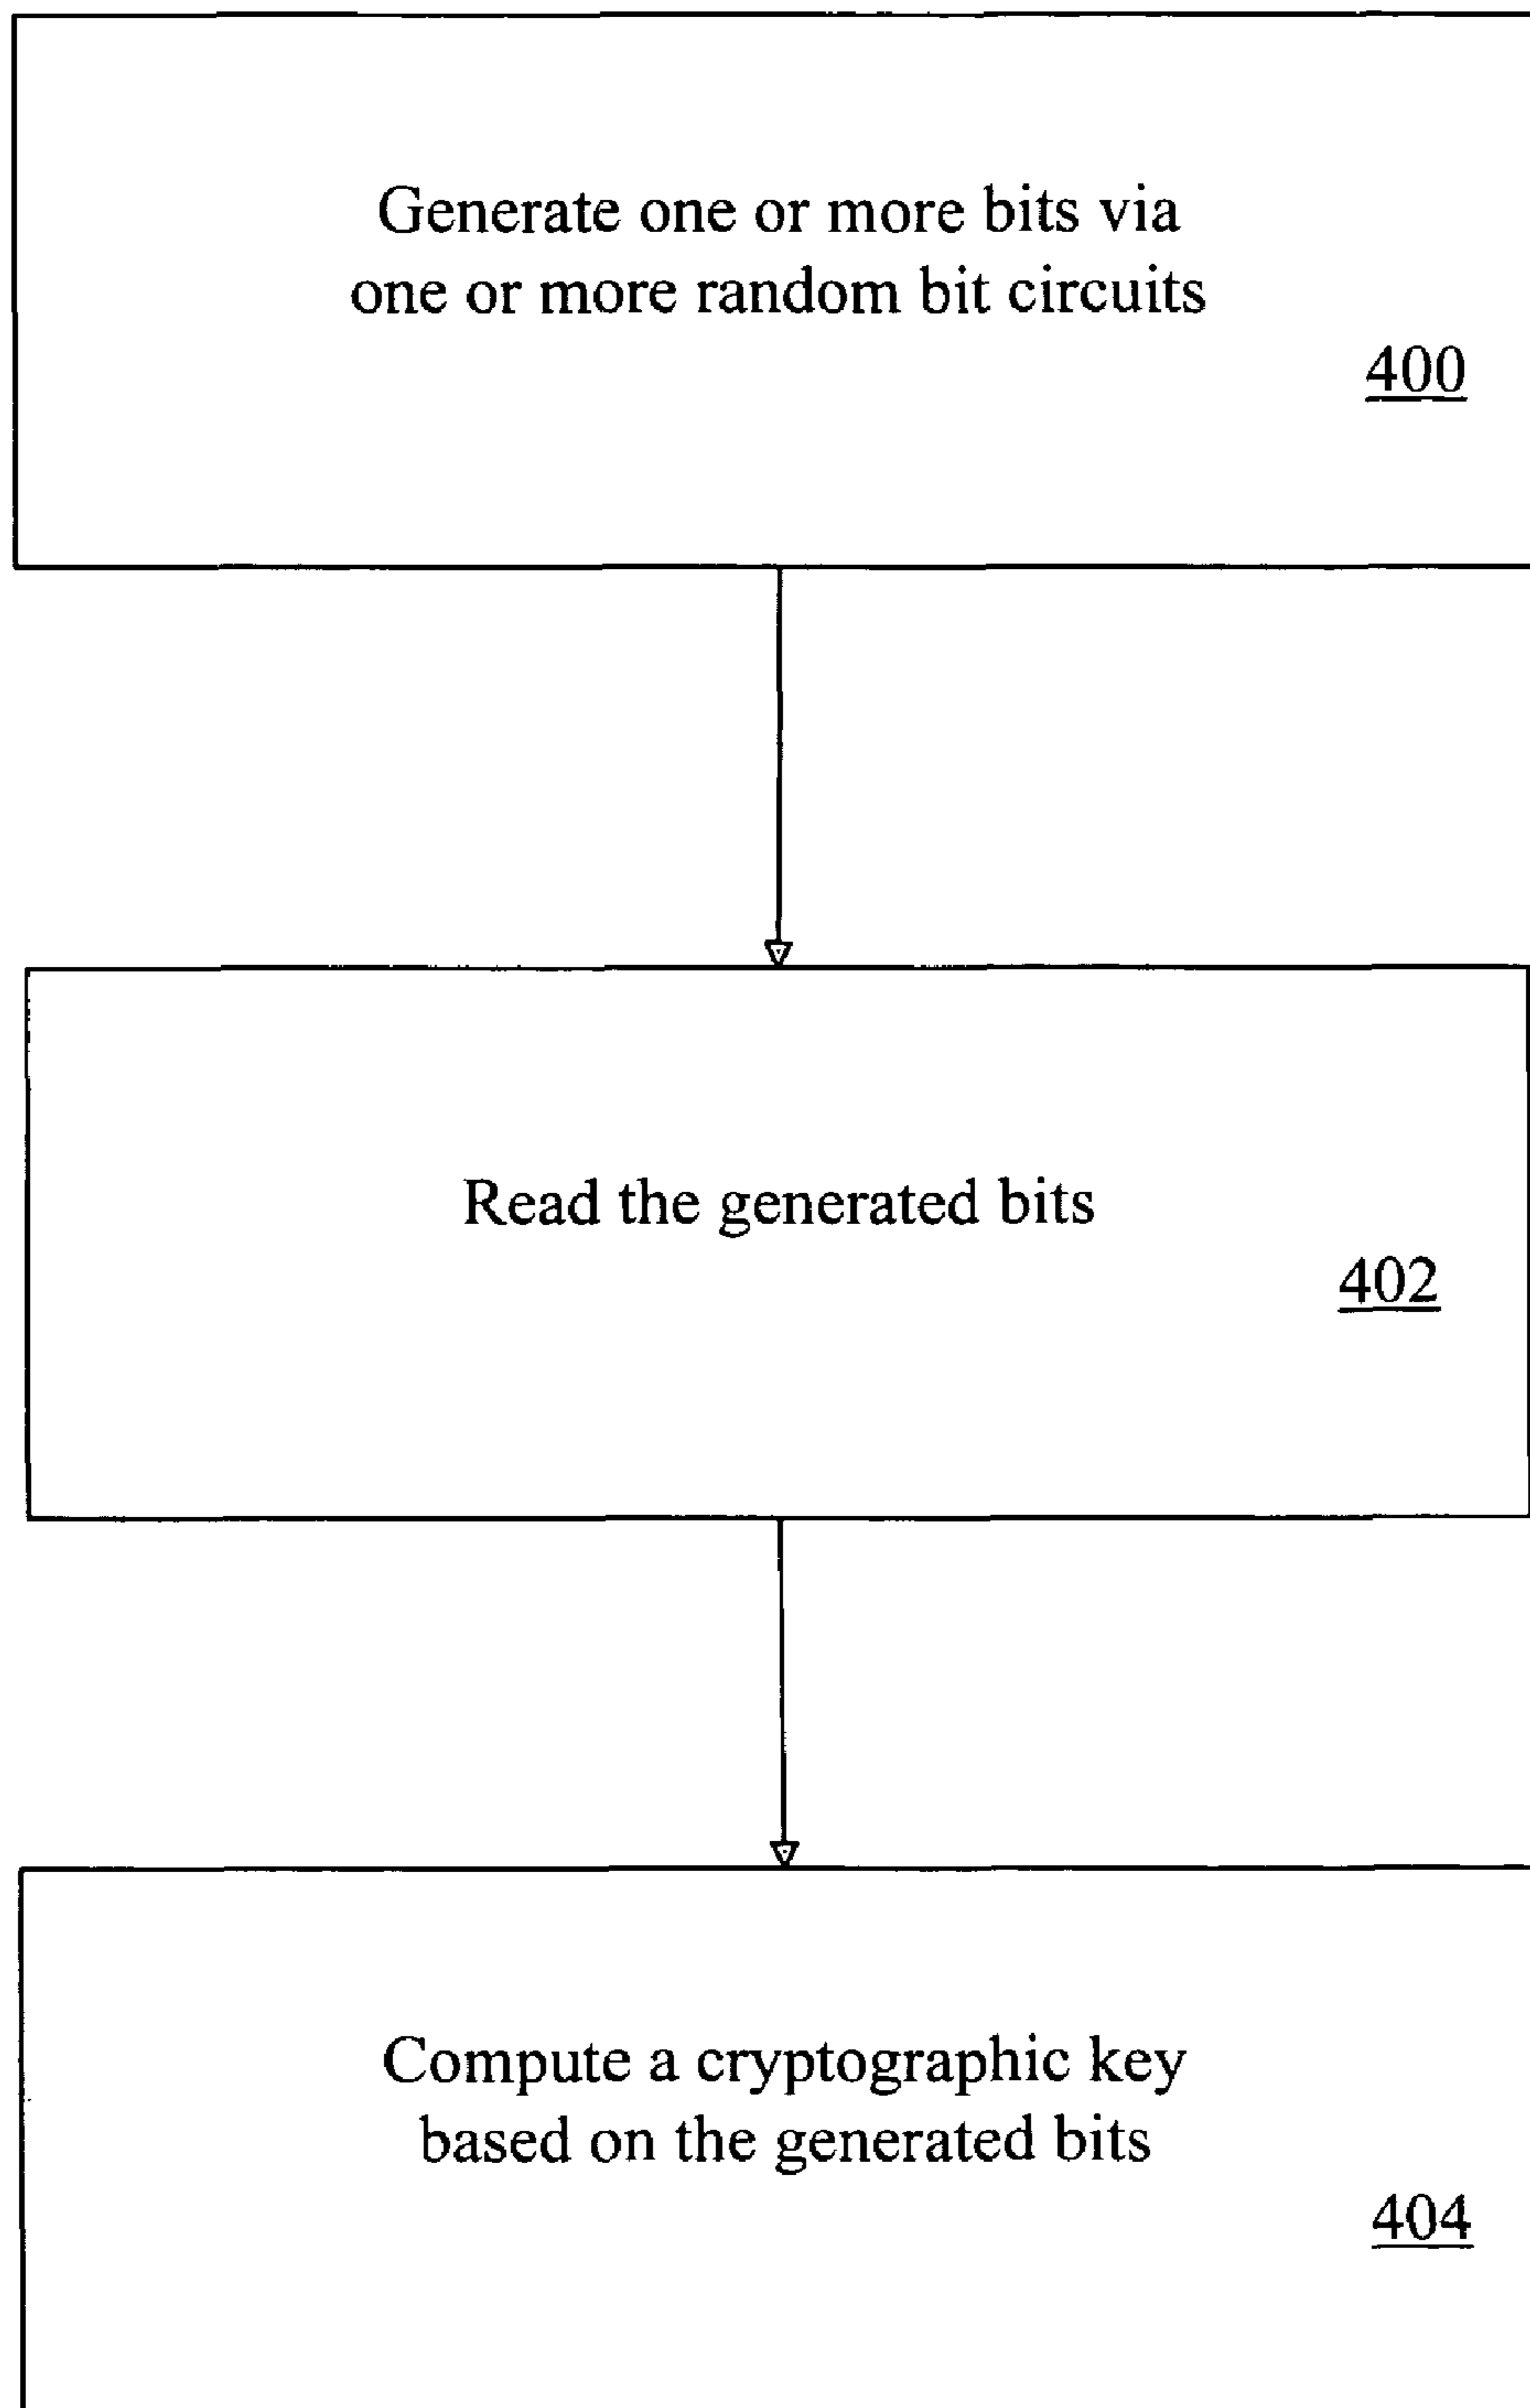 Generate one or more bits via
one or more random bit circuits
400
Read the generated bits
402
Compute a cryptographic key
based on the generated bits
404